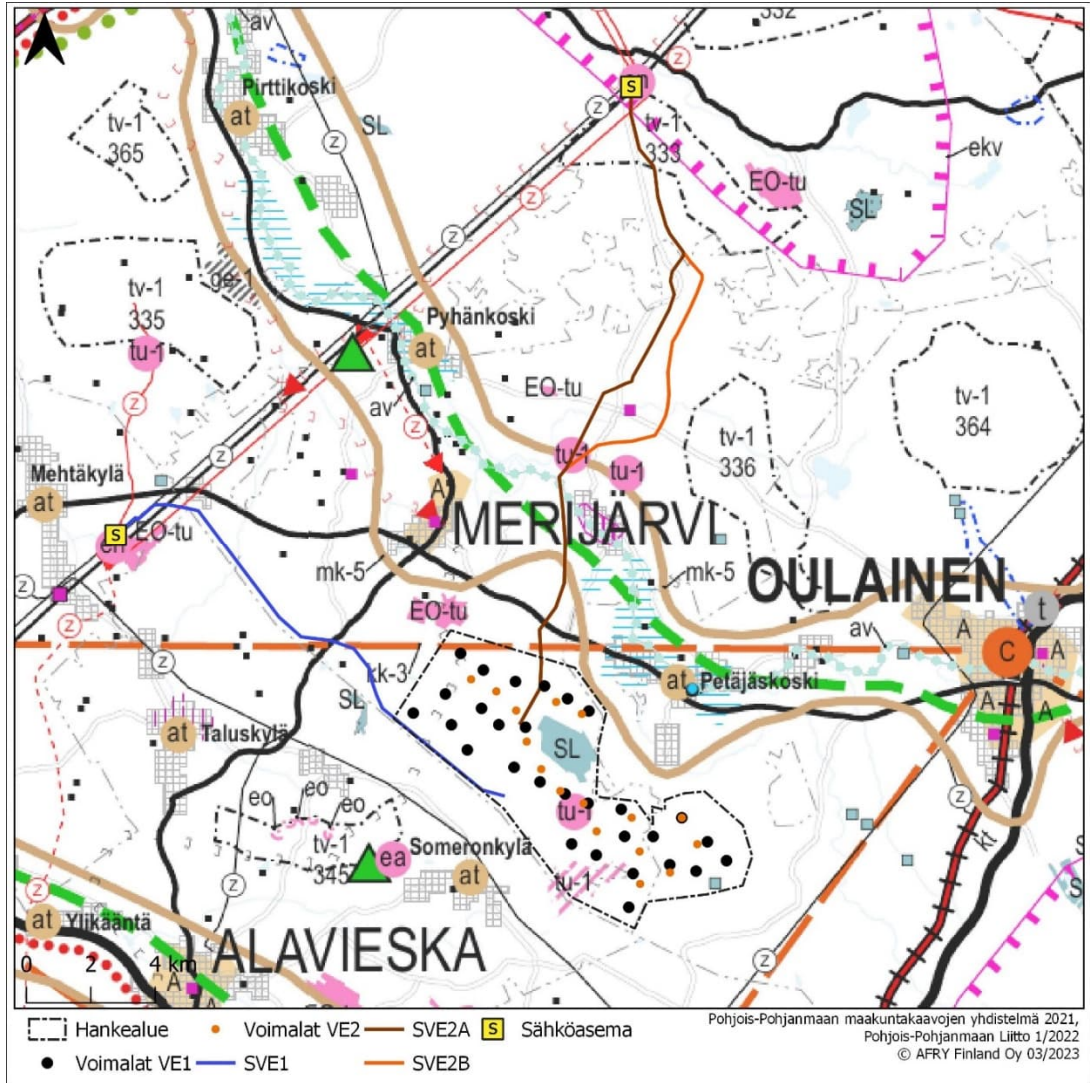 av
332
Pirttikoski
at
SL
tv-1
365
z
s
z
z
z
z
tv-1
333
ekv
EO-tu
SL
tv-1
335
tu-1
ge-1
Pyhänkoski
at
av
EO-tu
tv-1
364
tv-1
336
z
z
z
tu-1
tu-1
Mehtäkylä
at
A
s
EO-tu
en
MERIJÄRVI
mk-5
mk-5
OULAINEN
EO-tu
t
z
z
z
av
A
C
A
kk-3
SL
at
Petäjäskoski
A
A
at
Taluskylä
SL
eo
eo
eo
tu-1
tv-1
345
ea
Someronkylä
at
tu-1
z
kt
z
z
z
at
Ylikääntä
ALAVIESKA
A
0 2 4 km
Hankealue
Voimalat VE2
SVE2A
s
Sähköasema
Voimalat VE1
SVE1
SVE2B
Pohjois-Pohjanmaan maakuntakaavojen yhdistelmä 2021,
Pohjois-Pohjanmaan Liitto 1/2022
© AFRY Finland Oy 03/2023